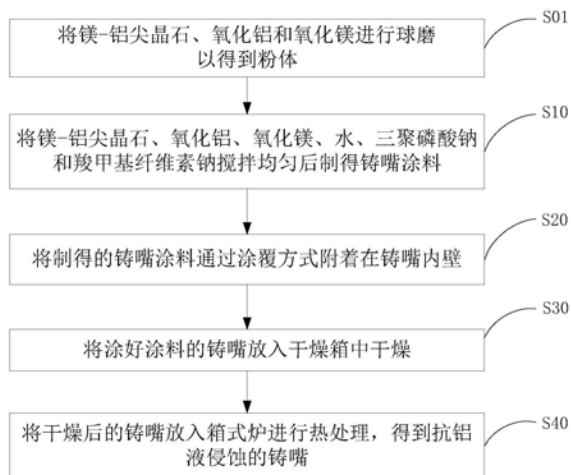 将镁-铝尖晶石、氧化铝和氧化镁进行球磨
以得到粉体
S01
将镁-铝尖晶石、氧化铝、氧化镁、水、三聚磷酸钠
和羧甲基纤维素钠搅拌均匀后制得铸嘴涂料
S10
将制得的铸嘴涂料通过涂覆方式附着在铸嘴内壁
S20
将涂好涂料的铸嘴放入干燥箱中干燥
S30
将干燥后的铸嘴放入箱式炉进行热处理，得到抗铝
液侵蚀的铸嘴
S40